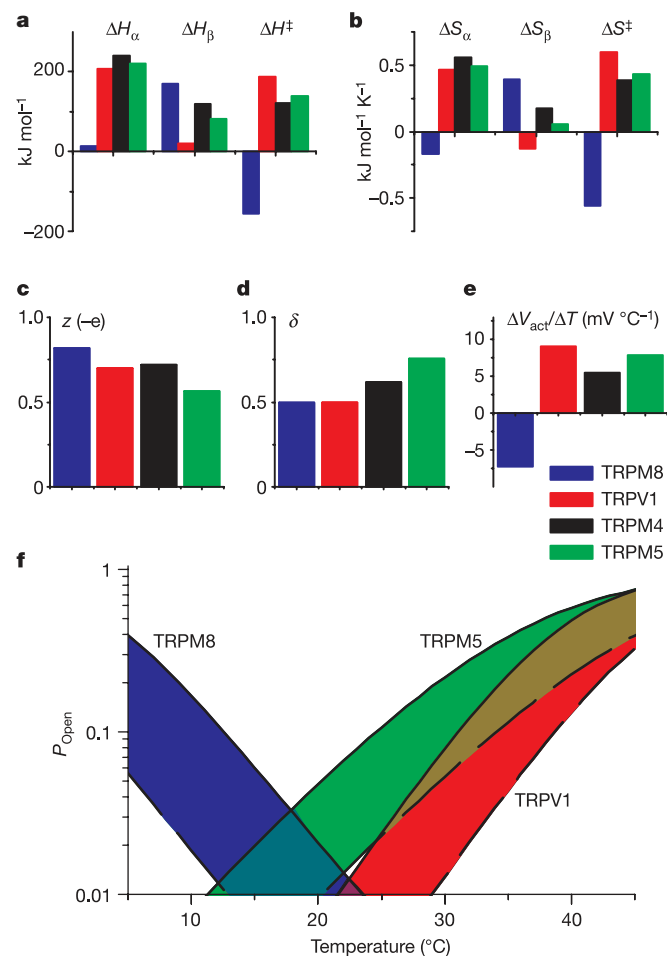 a
ΔHα ΔHβ ΔH‡
kJ mol–1
200
0
–200
b
ΔSα ΔSβ ΔS‡
kJ mol–1 K–1
0.5
0
–0.5
c
z (–e)
1.0
0.5
0
d
δ
1.0
0.5
0
e
ΔVact/ΔT (mV °C–1)
10
5
0
–5
TRPM8
TRPV1
TRPM4
TRPM5
f
POpen
1
0.1
0.01
TRPM8
TRPM5
TRPV1
10 20 30 40
Temperature (°C)